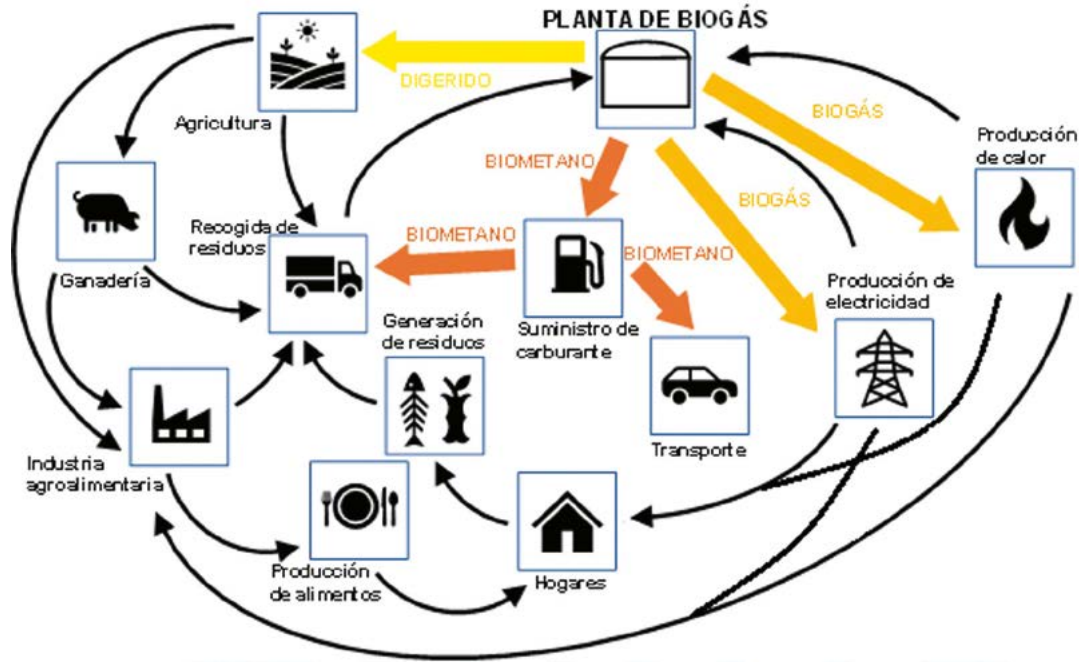 PLANTA DE BIOGÁS
DIGERIDO
BIOGÁS
Agricultura
Producción
de calor
BIOMETANO
BIOGÁS
Recogida de
residuos
BIOMETANO
BIOMETANO
Ganadería
Producción de
electricidad
Generación
de residuos
Suministro de
carburante
Transporte
Industria
agroalimentaria
Producción
de alimentos
Hogares